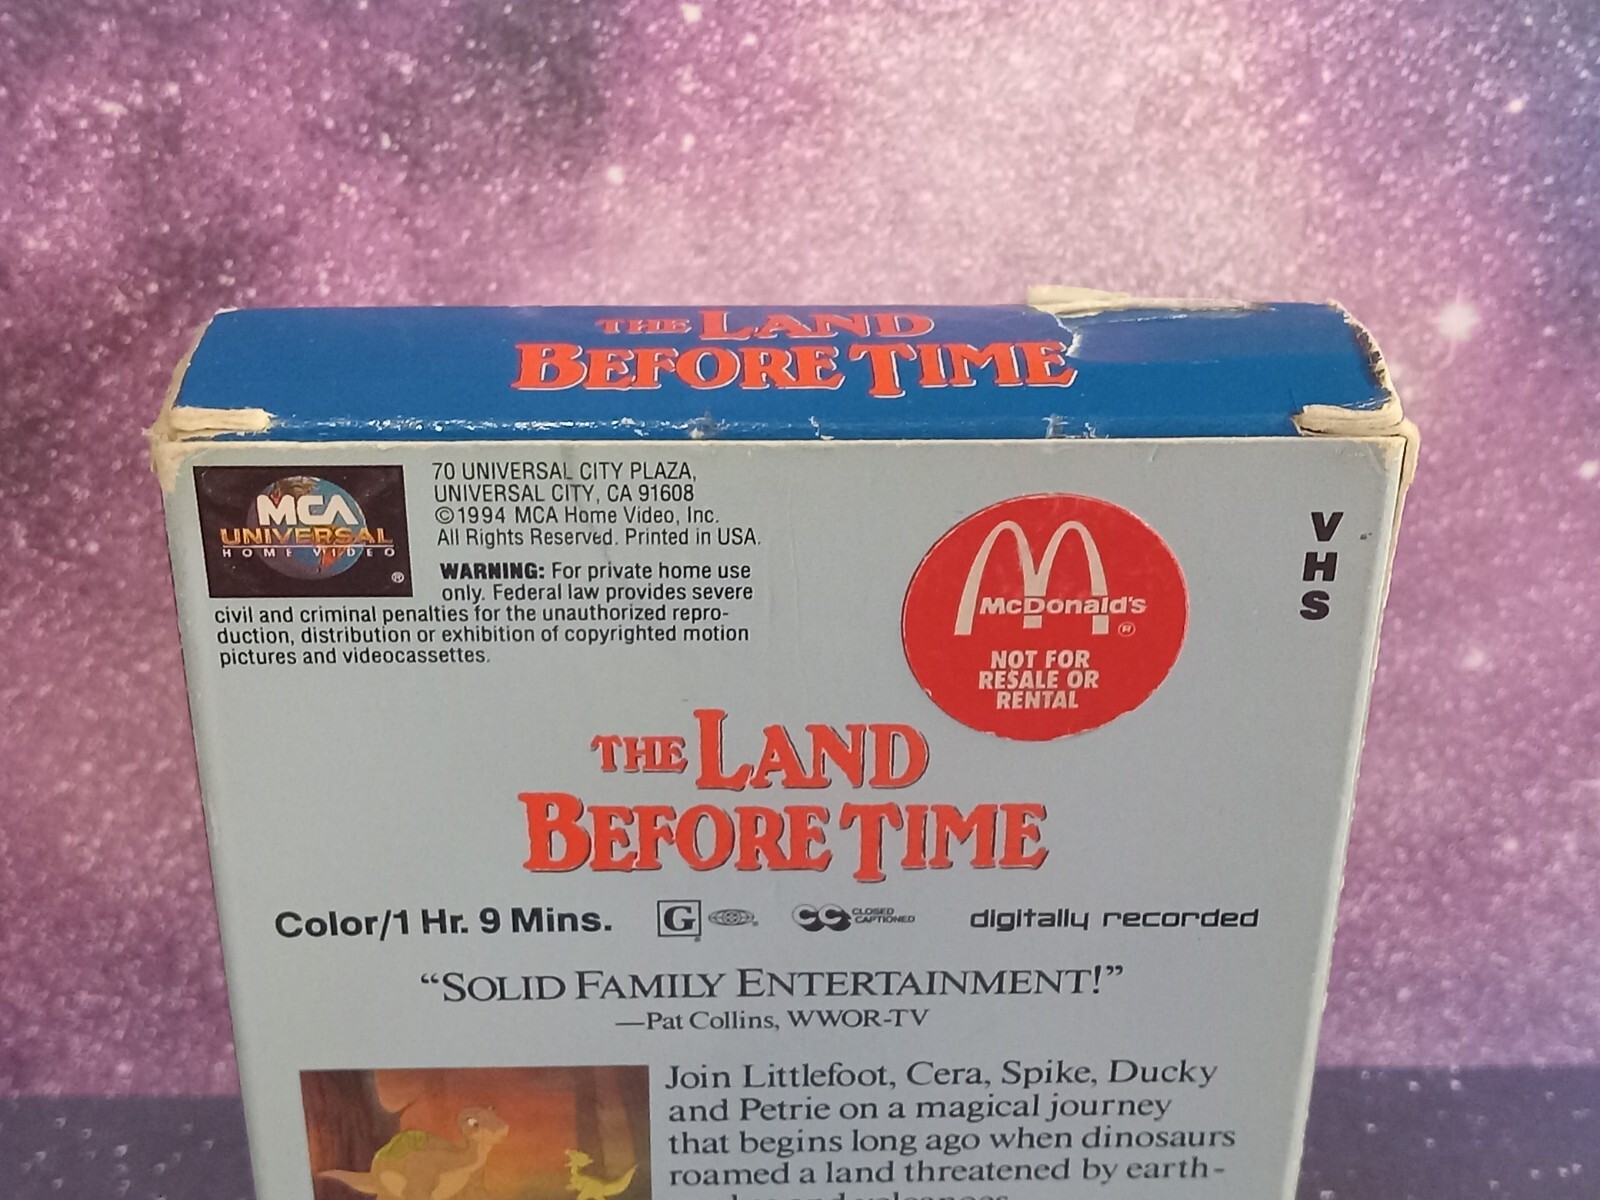 THE LAND
BEFORE TIME
MCA
UNIVERSAL
HOME VIDEO
®
70 UNIVERSAL CITY PLAZA,
UNIVERSAL CITY, CA 91608
©1994 MCA Home Video, Inc.
All Rights Reserved. Printed in USA.
WARNING: For private home use
only. Federal law provides severe
civil and criminal penalties for the unauthorized repro-
duction, distribution or exhibition of copyrighted motion
pictures and videocassettes.
McDonald's
®
NOT FOR
RESALE OR
RENTAL
V
H
S
THE LAND
BEFORE TIME
Color/1 Hr. 9 Mins.
G
CC CLOSED
CAPTIONED
digitally recorded
“SOLID FAMILY ENTERTAINMENT!”
—Pat Collins, WWOR-TV
Join Littlefoot, Cera, Spike, Ducky
and Petrie on a magical journey
that begins long ago when dinosaurs
roamed a land threatened by earth-